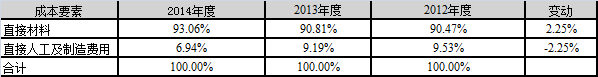 成本要素 2014年度 2013年度 2012年度 变动
直接材料 93.06% 90.81% 90.47% 2.25%
直接人工及制造费用 6.94% 9.19% 9.53% -2.25%
合计 100.00% 100.00% 100.00%